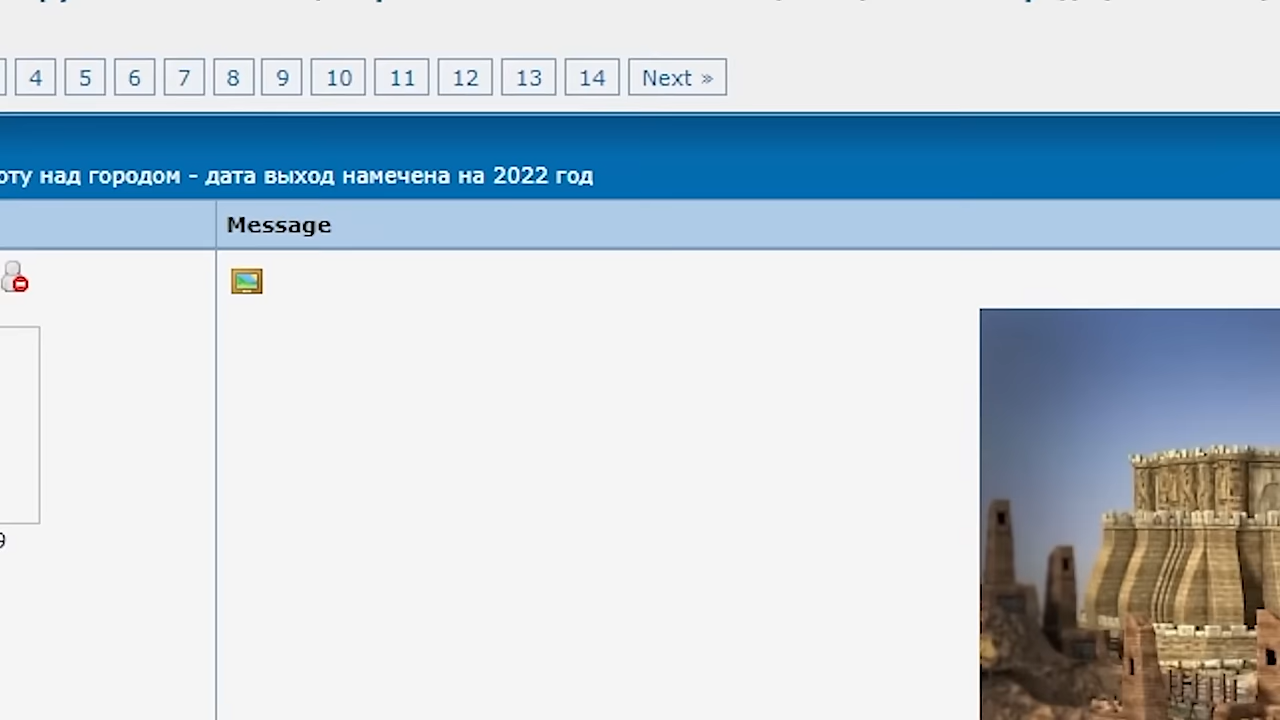 4 5 6 7 8 9 10 11 12 13 14 Next »
над городом - дата выход намечена на 2022 год
Message
9